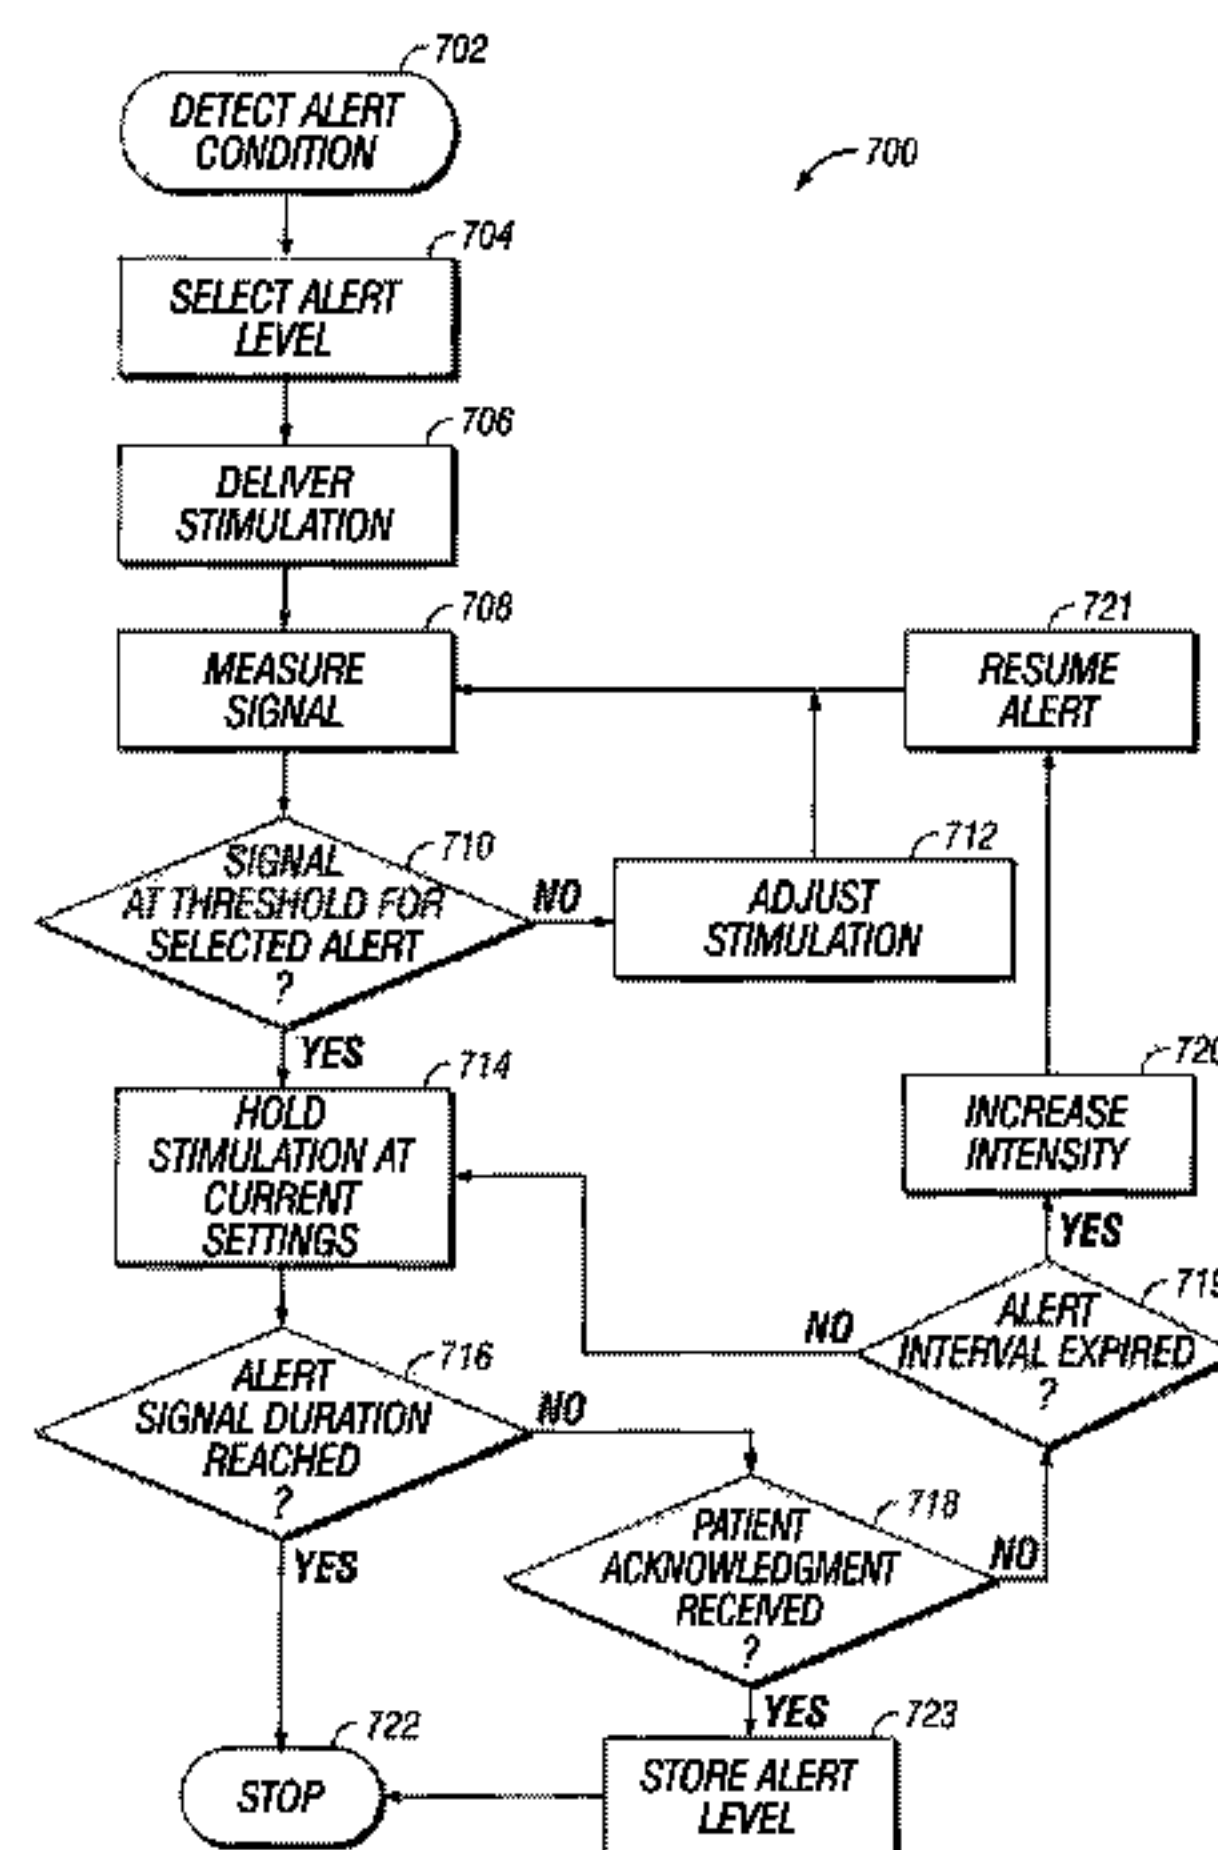 702
DETECT ALERT
CONDITION
700
704
SELECT ALERT
LEVEL
706
DELIVER
STIMULATION
708
MEASURE
SIGNAL
721
RESUME
ALERT
710
SIGNAL
AT THRESHOLD FOR
SELECTED ALERT
?
NO
712
ADJUST
STIMULATION
YES
714
HOLD
STIMULATION AT
CURRENT
SETTINGS
720
INCREASE
INTENSITY
YES
719
ALERT
INTERVAL EXPIRED
?
NO
716
ALERT
SIGNAL DURATION
REACHED
?
NO
718
PATIENT
ACKNOWLEDGMENT
RECEIVED
?
NO
YES
YES
722
STOP
723
STORE ALERT
LEVEL